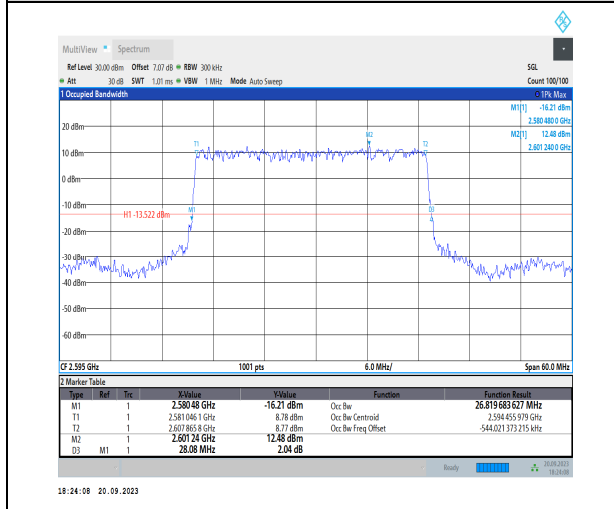 MultiView Spectrum
Ref Level 30.00 dBm Offset 7.07 dB RBW 300 kHz SGL
Att 30 dB SWT 1.01 ms VBW 1 MHz Mode Auto Sweep Count 100/100
1 Occupied Bandwidth 1Pk Max
M1[1] -16.21 dBm
2.580 480 0 GHz
M2[1] 12.48 dBm
2.601 240 0 GHz
20 dBm
M2
T1 T2
10 dBm
0 dBm
-10 dBm
M1 D3
H1 -13.522 dBm
-20 dBm
-30 dBm
-40 dBm
-50 dBm
-60 dBm
CF 2.595 GHz 1001 pts 6.0 MHz/ Span 60.0 MHz
2 Marker Table
Type Ref Trc X-Value Y-Value Function Function Result
M1 1 2.580 48 GHz -16.21 dBm Occ Bw 26.819 683 627 MHz
T1 1 2.581 046 1 GHz 8.78 dBm Occ Bw Centroid 2.594 455 979 GHz
T2 1 2.607 865 8 GHz 8.77 dBm Occ Bw Freq Offset -544.021 373 215 kHz
M2 1 2.601 24 GHz 12.48 dBm
D3 M1 1 28.08 MHz 2.04 dB
Ready 20.09.2023
18:24:08
18:24:08 20.09.2023